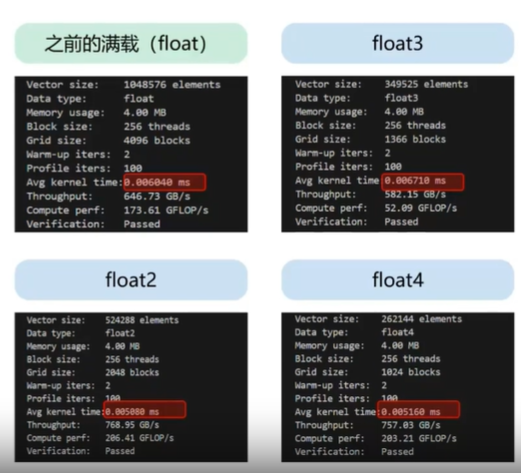 之前的满载（float）
Vector size: 1048576 elements
Data type: float
Memory usage: 4.00 MB
Block size: 256 threads
Grid size: 4096 blocks
Warm-up iters: 2
Profile iters: 100
Avg kernel time:0.006040 ms
Throughput: 646.73 GB/s
Compute perf: 173.61 GFLOP/s
Verification: Passed
float3
Vector size: 349525 elements
Data type: float3
Memory usage: 4.00 MB
Block size: 256 threads
Grid size: 1366 blocks
Warm-up iters: 2
Profile iters: 100
Avg kernel time 0.006710 ms
Throughput: 582.15 GB/s
Compute perf: 52.09 GFLOP/s
Verification: Passed
float2
Vector size: 524288 elements
Data type: float2
Memory usage: 4.00 MB
Block size: 256 threads
Grid size: 2048 blocks
Warm-up iters: 2
Profile iters: 100
Avg kernel time:0.005080 ms
Throughput: 768.95 GB/s
Compute perf: 206.41 GFLOP/s
Verification: Passed
float4
Vector size: 262144 elements
Data type: float4
Memory usage: 4.00 MB
Block size: 256 threads
Grid size: 1024 blocks
Warm-up iters: 2
Profile iters: 100
Avg kernel time:0.005160 ms
Throughput: 757.03 GB/s
Compute perf: 203.21 GFLOP/s
Verification: Passed